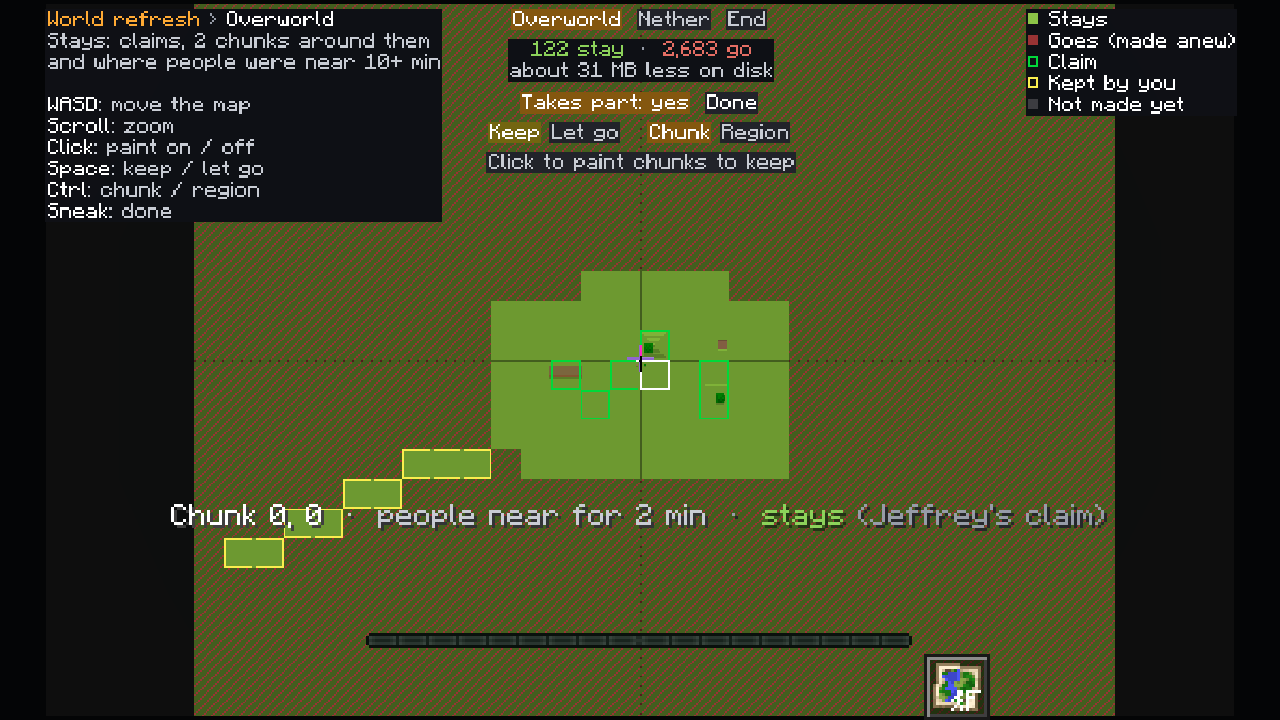 World refresh > Overworld
Stays: claims, 2 chunks around them
and where people were near 10+ min
WASD: move the map
Scroll: zoom
Click: paint on / off
Space: keep / let go
Ctrl: chunk / region
Sneak: done
Overworld Nether End
122 stay · 2,683 go
about 31 MB less on disk
Takes part: yes Done
Keep Let go Chunk Region
Click to paint chunks to keep
Stays
Goes (made anew)
Claim
Kept by you
Not made yet
Chunk 0, 0 · people near for 2 min · stays (Jeffrey's claim)